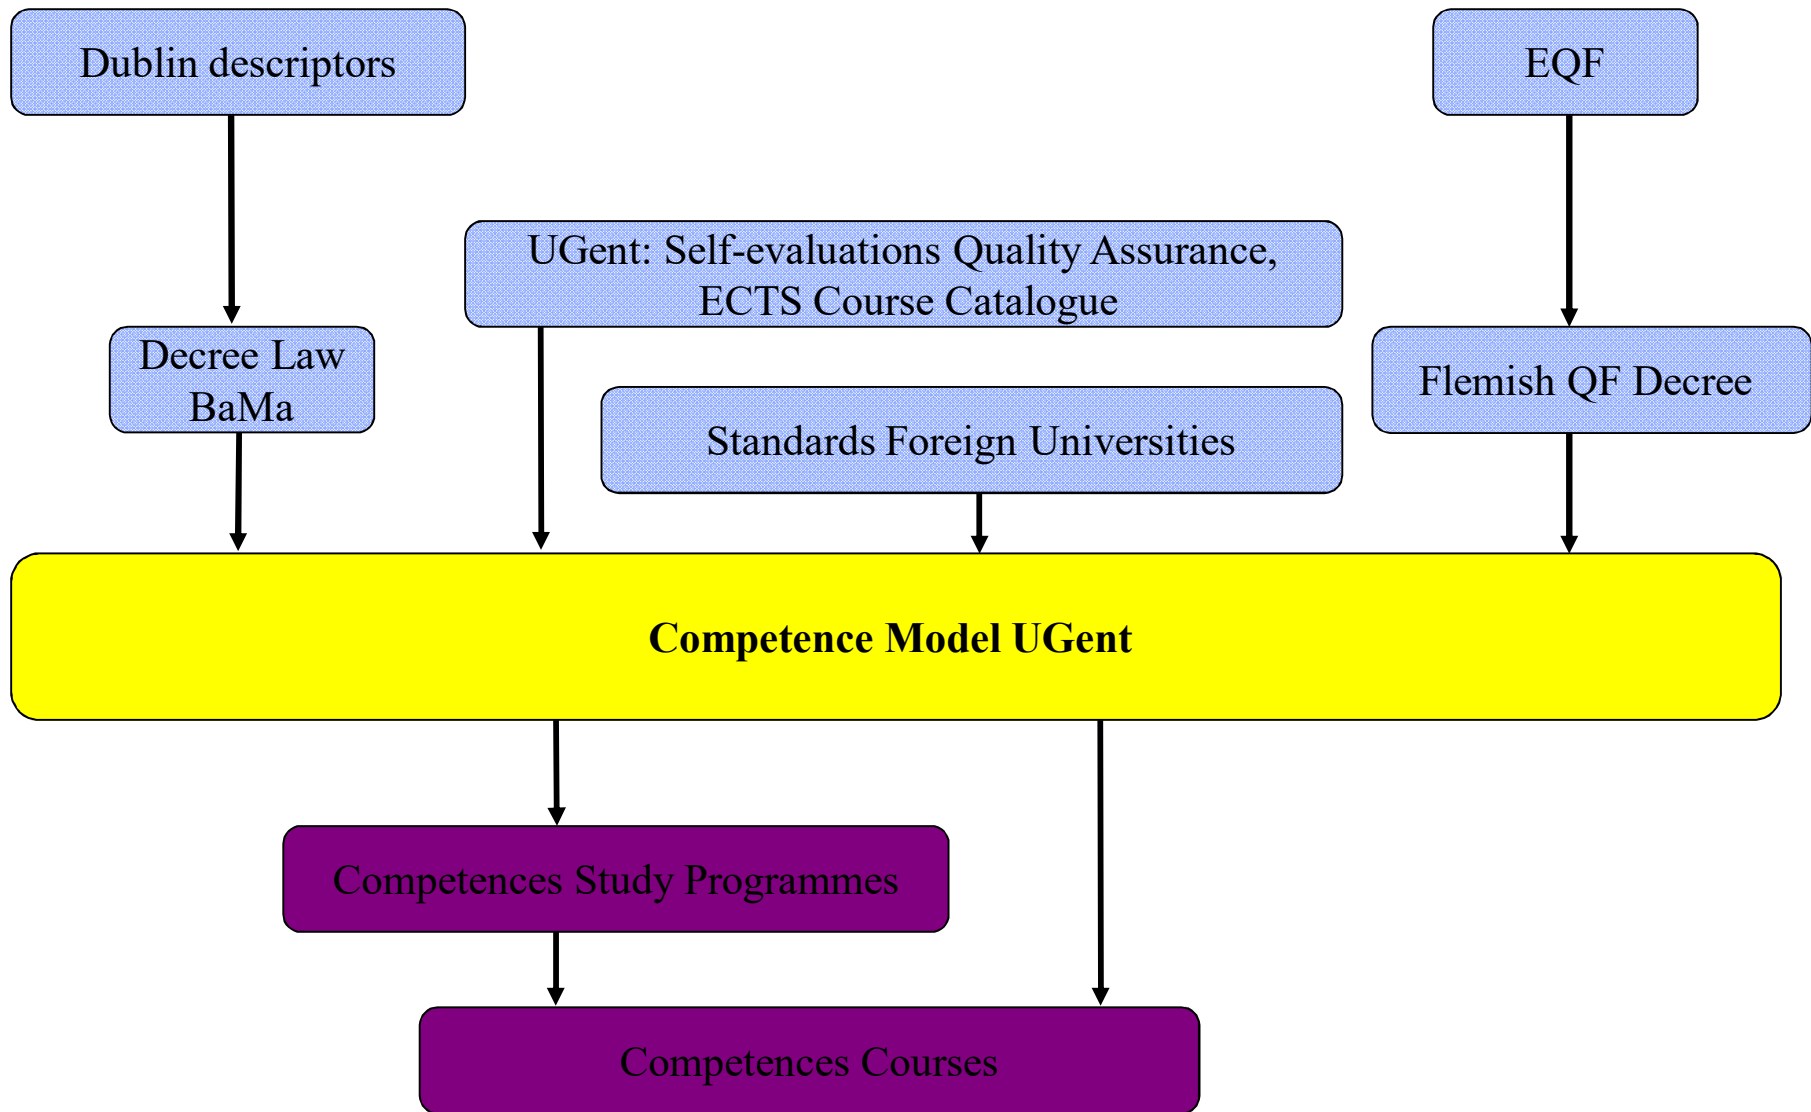 Dublin descriptors
EQF
UGent: Self-evaluations Quality Assurance,
ECTS Course Catalogue
Decree Law
BaMa
Flemish QF Decree
Standards Foreign Universities
Competence Model UGent
Competences Study Programmes
Competences Courses